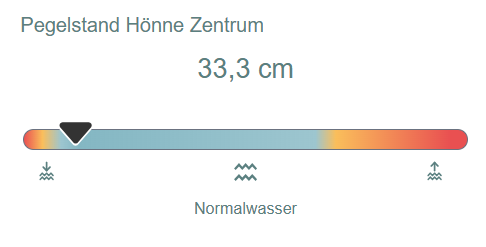 Pegelstand Hönne Zentrum
33,3 cm
Normalwasser